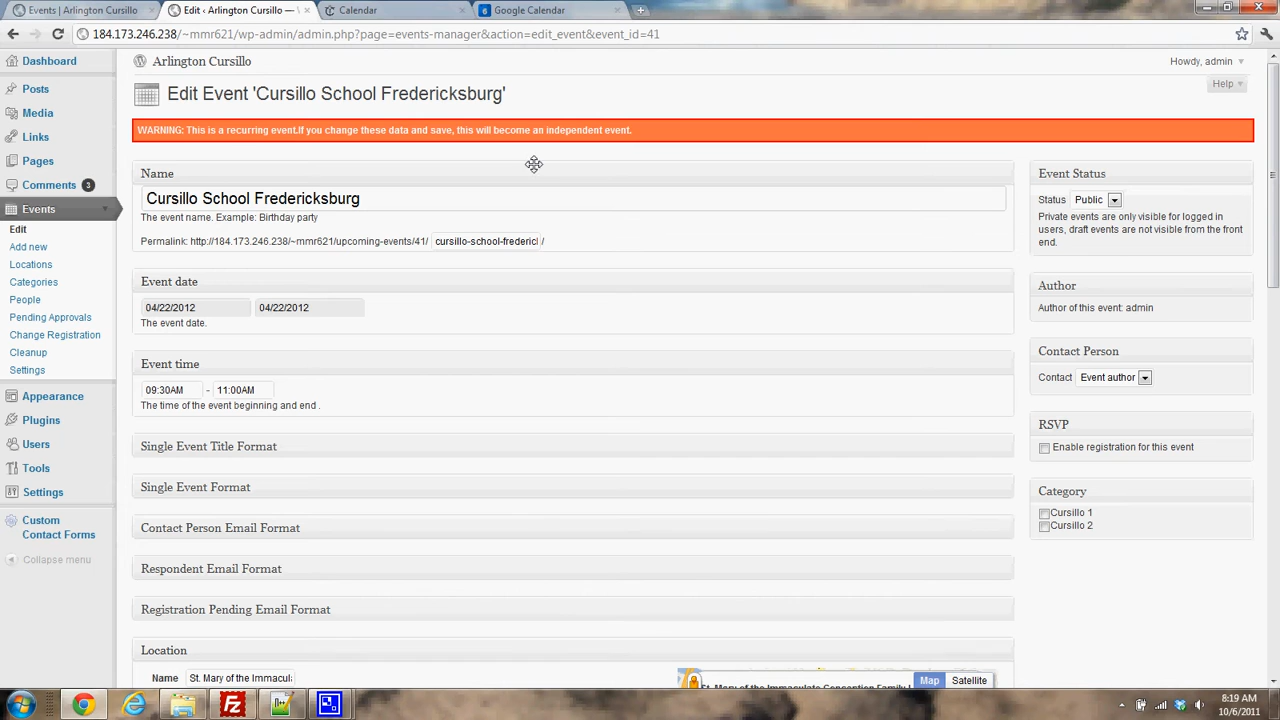 Events | Arlington Cursillo
Edit ‹ Arlington Cursillo —
Calendar
6
Google Calendar
184.173.246.238/~mmr621/wp-admin/admin.php?page=events-manager&action=edit_event&event_id=41
Dashboard
Arlington Cursillo
Howdy, admin
Help
Edit Event 'Cursillo School Fredericksburg'
Posts
Media
Links
Pages
Comments 3
Events
Edit
Add new
Locations
Categories
People
Pending Approvals
Change Registration
Cleanup
Settings
Appearance
Plugins
Users
Tools
Settings
Custom
Contact Forms
Collapse menu
WARNING: This is a recurring event.If you change these data and save, this will become an independent event.
Name
Cursillo School Fredericksburg
The event name. Example: Birthday party
Permalink: http://184.173.246.238/~mmr621/upcoming-events/41/ cursillo-school-frederic /
Event date
04/22/2012 04/22/2012
The event date.
Event time
09:30AM - 11:00AM
The time of the event beginning and end .
Single Event Title Format
Single Event Format
Contact Person Email Format
Respondent Email Format
Registration Pending Email Format
Location
Name St. Mary of the Immacula
St. Mary of the Immaculate Conception Family
Map Satellite
Event Status
Status Public
Private events are only visible for logged in
users, draft events are not visible from the front
end.
Author
Author of this event: admin
Contact Person
Contact Event author
RSVP
Enable registration for this event
Category
Cursillo 1
Cursillo 2
8:19 AM
10/6/2011